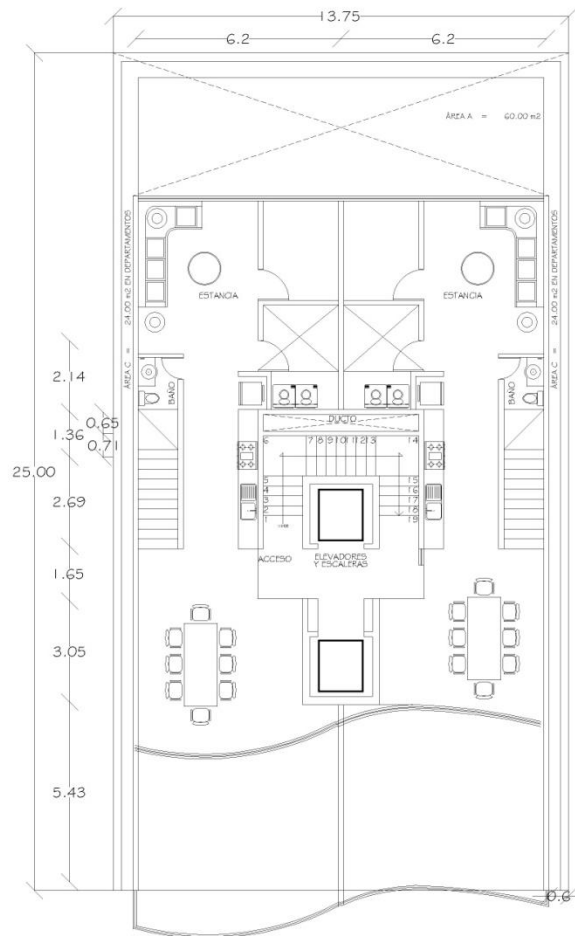 13.75
6.2 6.2
ÁREA A = 60.00 m2
ÁREA C = 24.00 m2 EN DEPARTAMENTOS
ÁREA C = 24.00 m2 EN DEPARTAMENTOS
ESTANCIA ESTANCIA
2.14
BAÑO BAÑO
0.65
1.36
0.71
DUCTO
6 7 8 9 10 11 12 13 14
25.00
5 15
4 16
3 17
2 18
1 19
2.69
ACCESO
ELEVADORES
Y ESCALERAS
1.65
3.05
5.43
0.6